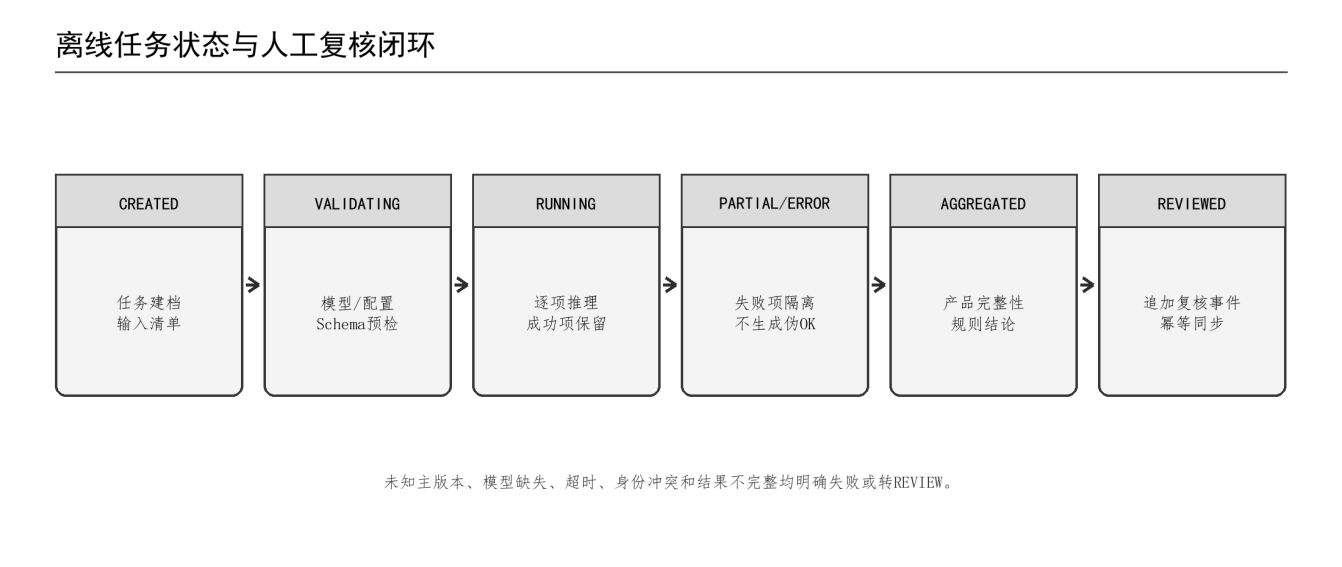 离线任务状态与人工复核闭环
CREATED
任务建档
输入清单
VALIDATING
模型/配置
Schema预检
RUNNING
逐项推理
成功项保留
PARTIAL/ERROR
失败项隔离
不生成伪OK
AGGREGATED
产品完整性
规则结论
REVIEWED
追加复核事件
幂等同步
未知主版本、模型缺失、超时、身份冲突和结果不完整均明确失败或转REVIEW。